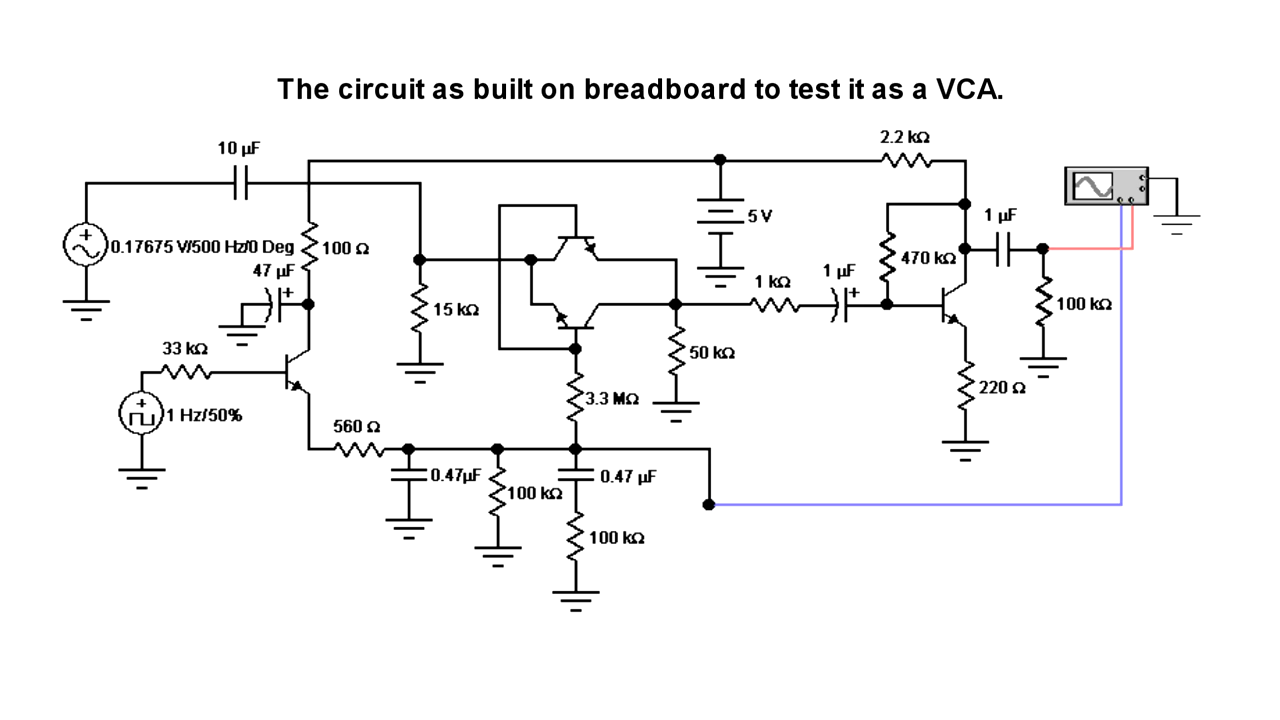 The circuit as built on breadboard to test it as a VCA.
2.2 kΩ
10 µF
5 V
1 µF
0.17675 V/500 Hz/0 Deg
100 Ω
470 kΩ
47 µF
1 kΩ
1 µF
15 kΩ
100 kΩ
33 kΩ
50 kΩ
220 Ω
3.3 MΩ
1 Hz/50%
560 Ω
0.47µF
0.47 µF
100 kΩ
100 kΩ